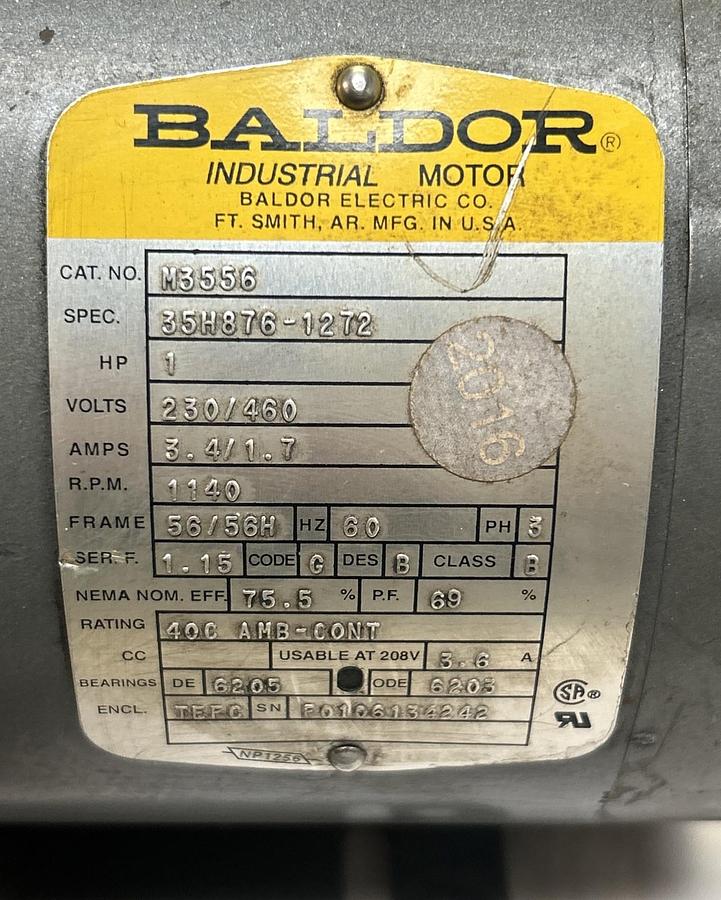 BALDOR®
INDUSTRIAL MOTOR
BALDOR ELECTRIC CO.
FT. SMITH, AR. MFG. IN U.S.A.
CAT. NO. M3556
SPEC. 35H876-1272
2016
HP 1
VOLTS 230/460
AMPS 3.4/1.7
R.P.M. 1140
FRAME 56/56H HZ 60 PH 3
SER. F. 1.15 CODE G DES B CLASS B
NEMA NOM. EFF. 75.5 % P.F. 69 %
RATING 40C AMB-CONT
CC USABLE AT 208V 3.6 A
BEARINGS DE 6205 ODE 6203
ENCL. TEFC SN F0106134242
SA®
RU
NP1256